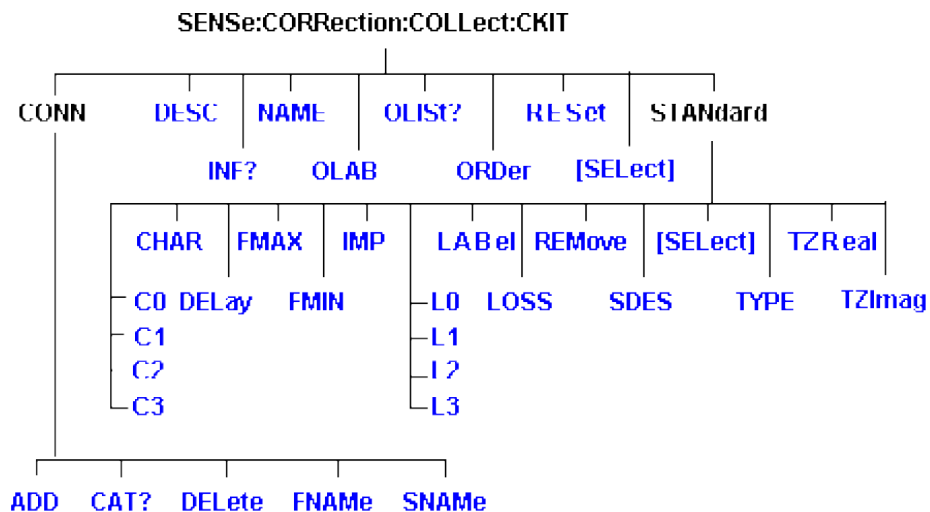 SENSe:CORRection:COLLect:CKIT
CONN DESC NAME OLISt? RESet STANdard
INF? OLAB ORDer [SELect]
CHAR FMAX IMP LABel REMove [SELect] TZReal
C0 DELay FMIN L0 LOSS SDES TYPE TZImag
C1 L1
C2 L2
C3 L3
ADD CAT? DELete FNAMe SNAMe